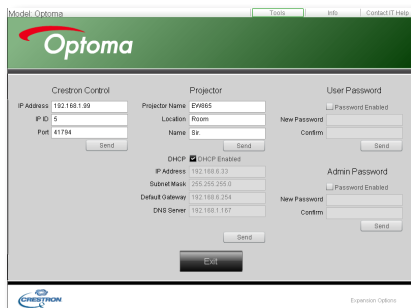 Model: Optoma
Tools
Info
Contact IT Help
Optoma
Crestron Control
IP Address 192.168.1.99
IP ID 5
Port 41794
Send
Projector
Projector Name EW865
Location Room
Name Sir.
Send
DHCP DHCP Enabled
IP Address 192.168.6.33
Subnet Mask 255.255.255.0
Default Gateway 192.168.6.254
DNS Server 192.168.1.167
Send
User Password
Password Enabled
New Password
Confirm
Send
Admin Password
Password Enabled
New Password
Confirm
Send
Exit
CRESTRON
Expansion Options